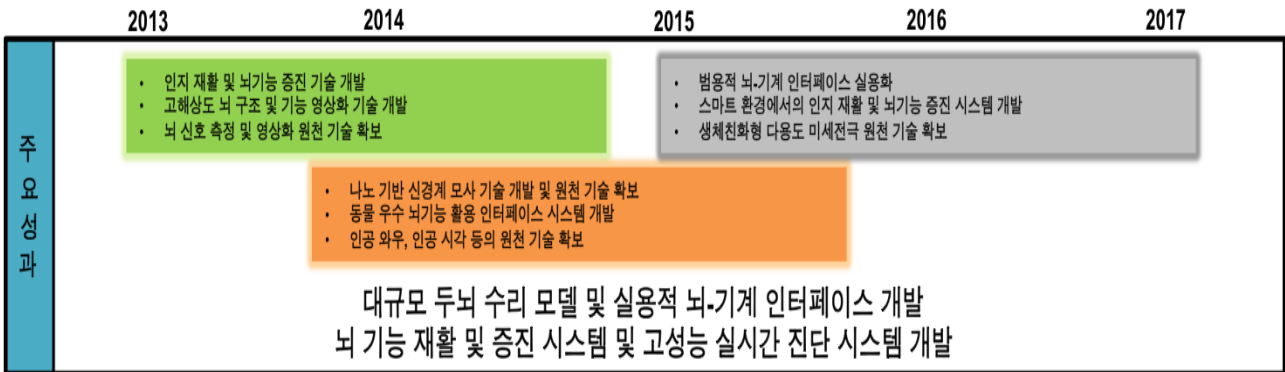 2013 2014 2015 2016 2017
주요성과
• 인지 재활 및 뇌기능 증진 기술 개발
• 고해상도 뇌 구조 및 기능 영상화 기술 개발
• 뇌 신호 측정 및 영상화 원천 기술 확보
• 범용적 뇌-기계 인터페이스 실용화
• 스마트 환경에서의 인지 재활 및 뇌기능 증진 시스템 개발
• 생체친화형 다용도 미세전극 원천 기술 확보
• 나노 기반 신경계 모사 기술 개발 및 원천 기술 확보
• 동물 우수 뇌기능 활용 인터페이스 시스템 개발
• 인공 와우, 인공 시각 등의 원천 기술 확보
대규모 두뇌 수리 모델 및 실용적 뇌-기계 인터페이스 개발
뇌 기능 재활 및 증진 시스템 및 고성능 실시간 진단 시스템 개발